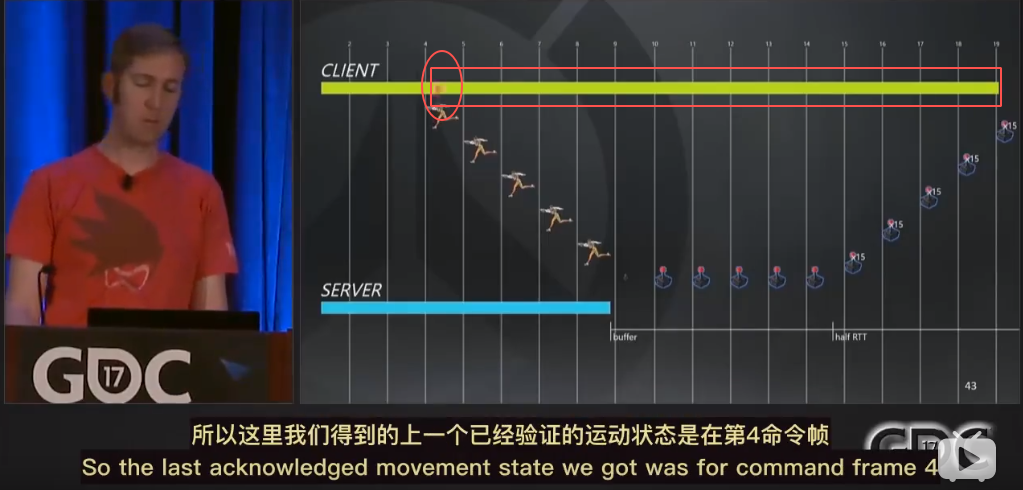 2 3 4 5 6 7 8 9 10 11 12 13 14 15 16 17 18 19
CLIENT
X15
X15
X15
X15
X15
SERVER
buffer
half RTT
43
GDC
17
所以这里我们得到的上一个已经验证的运动状态是在第4命令帧
So the last acknowledged movement state we got was for command frame 4
GDC
17